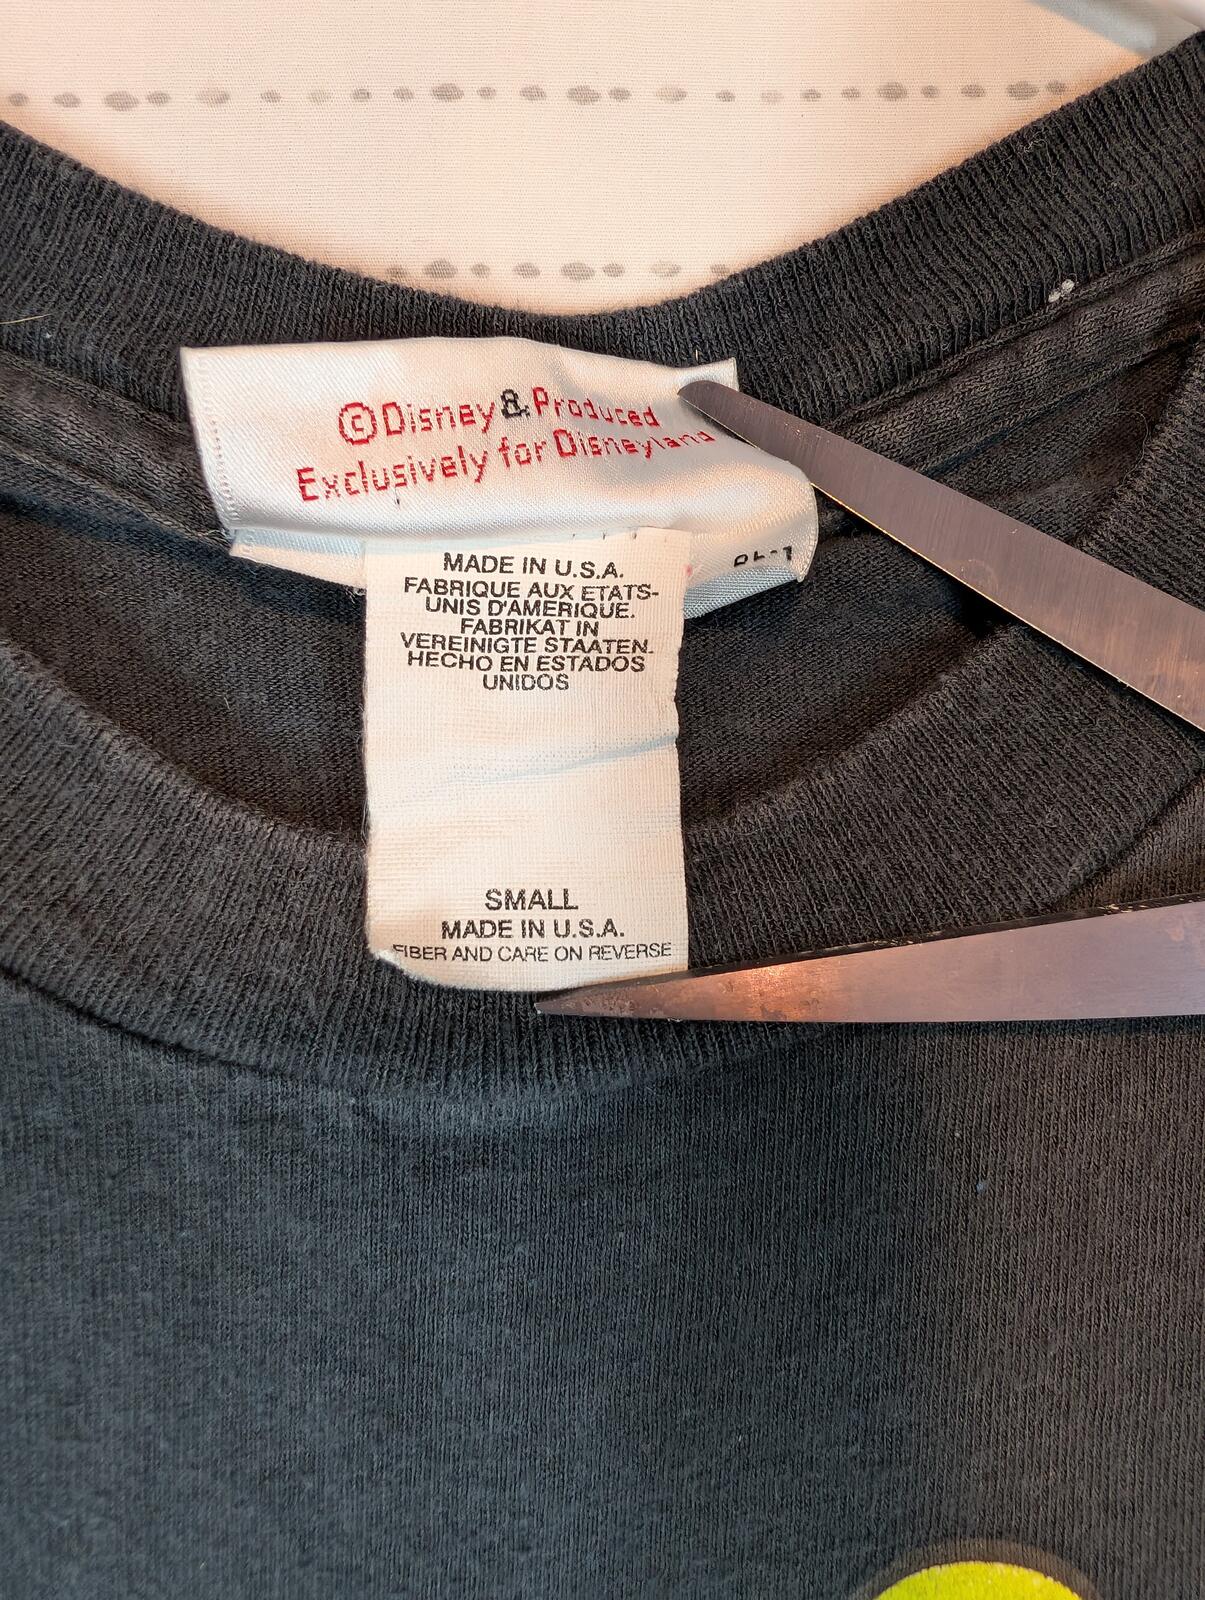 ©Disney & Produced
Exclusively for Disneyland
MADE IN U.S.A.
FABRIQUE AUX ETATS-
UNIS D'AMERIQUE.
FABRIKAT IN
VEREINIGTE STAATEN.
HECHO EN ESTADOS
UNIDOS
SMALL
MADE IN U.S.A.
FIBER AND CARE ON REVERSE